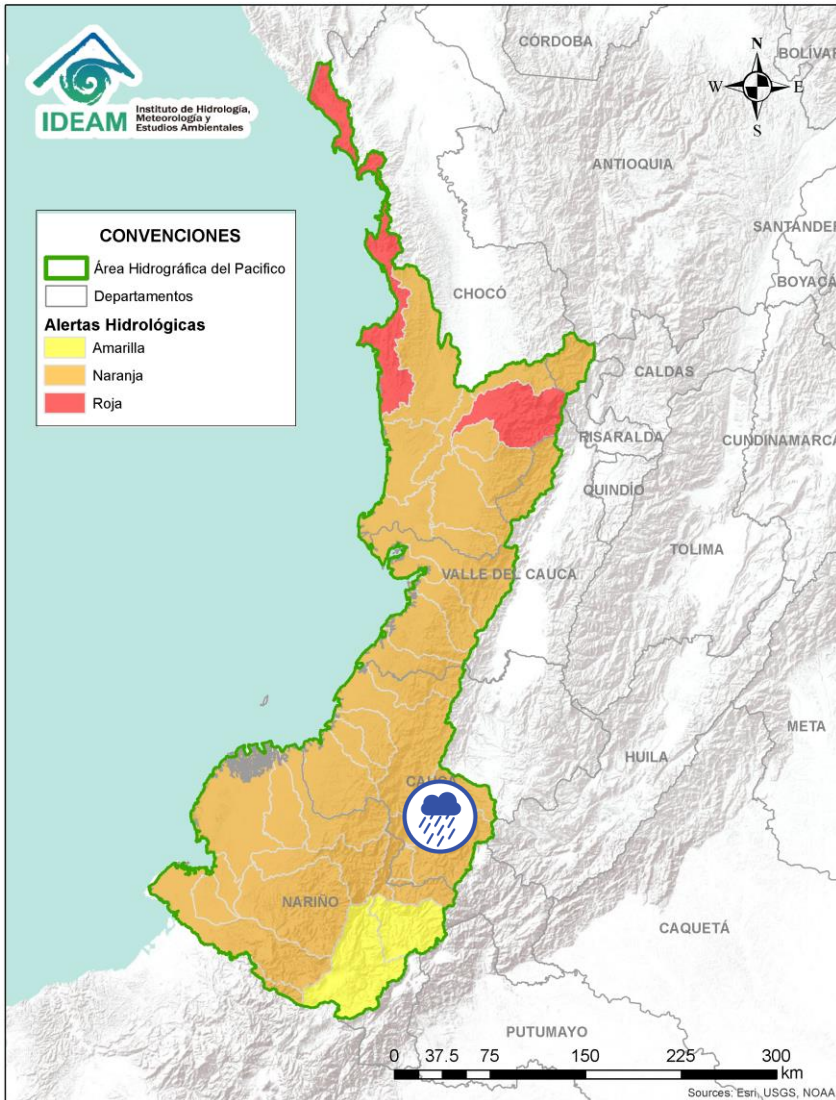 IDEAM
Instituto de Hidrología,
Meteorología y
Estudios Ambientales
CÓRDOBA
BOLÍVAR
N
W
E
S
ANTIOQUIA
SANTANDER
BOYACÁ
CONVENCIONES
Área Hidrográfica del Pacifico
Departamentos
Alertas Hidrológicas
Amarilla
Naranja
Roja
CHOCÓ
CALDAS
RISARALDA
CUNDINAMARCA
QUINDÍO
TOLIMA
VALLE DEL CAUCA
META
HUILA
CAUCA
NARIÑO
CAQUETÁ
PUTUMAYO
0 37.5 75 150 225 300
km
Sources: Esri, USGS, NOAA